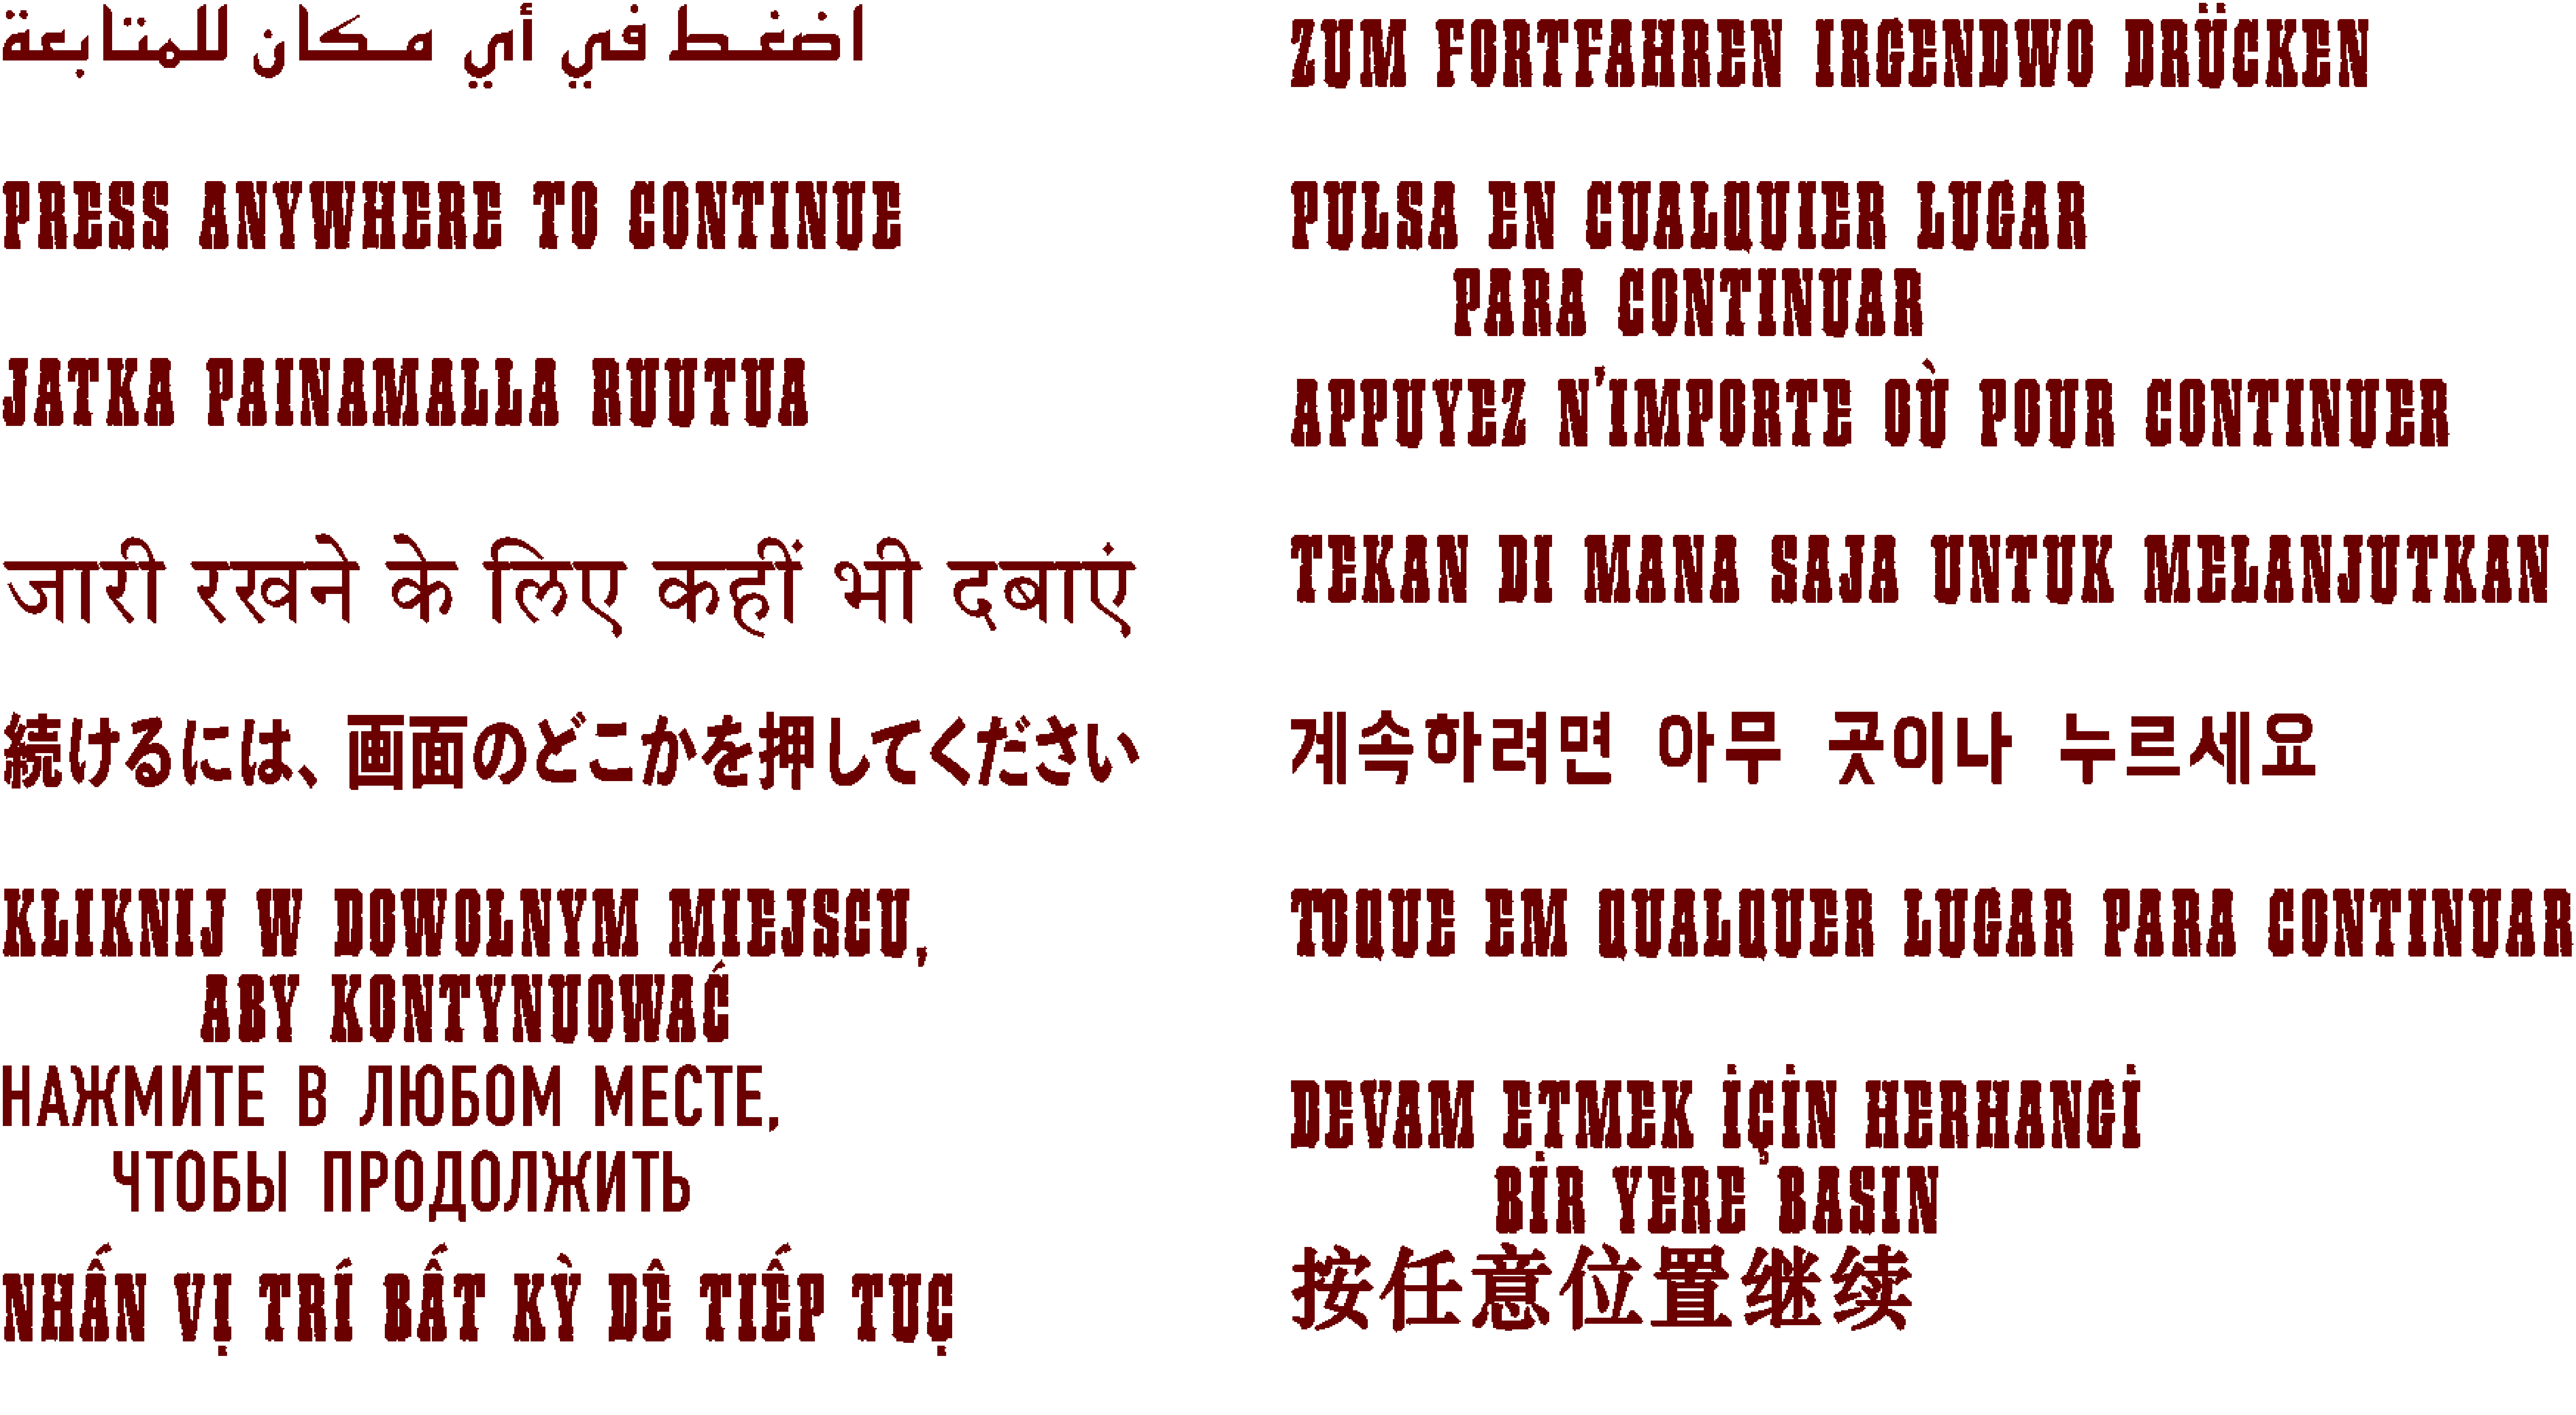 اضغط في أي مكان للمتابعة
ZUM FORTFAHREN IRGENDWO DRÜCKEN
PRESS ANYWHERE TO CONTINUE
PULSA EN CUALQUIER LUGAR
PARA CONTINUAR
JATKA PAINAMALLA RUUTUA
APPUYEZ N'IMPORTE OÙ POUR CONTINUER
जारी रखने के लिए कहीं भी दबाएं
TEKAN DI MANA SAJA UNTUK MELANJUTKAN
続けるには、画面のどこかを押してください
계속하려면 아무 곳이나 누르세요
KLIKNIJ W DOWOLNYM MIEJSCU,
ABY KONTYNUOWAĆ
TOQUE EM QUALQUER LUGAR PARA CONTINUAR
НАЖМИТЕ В ЛЮБОМ МЕСТЕ,
ЧТОБЫ ПРОДОЛЖИТЬ
DEVAM ETMEK İÇİN HERHANGİ
BİR YERE BASIN
NHẤN VỊ TRÍ BẤT KỲ DÊ TIẾP TUC̣
按任意位置继续